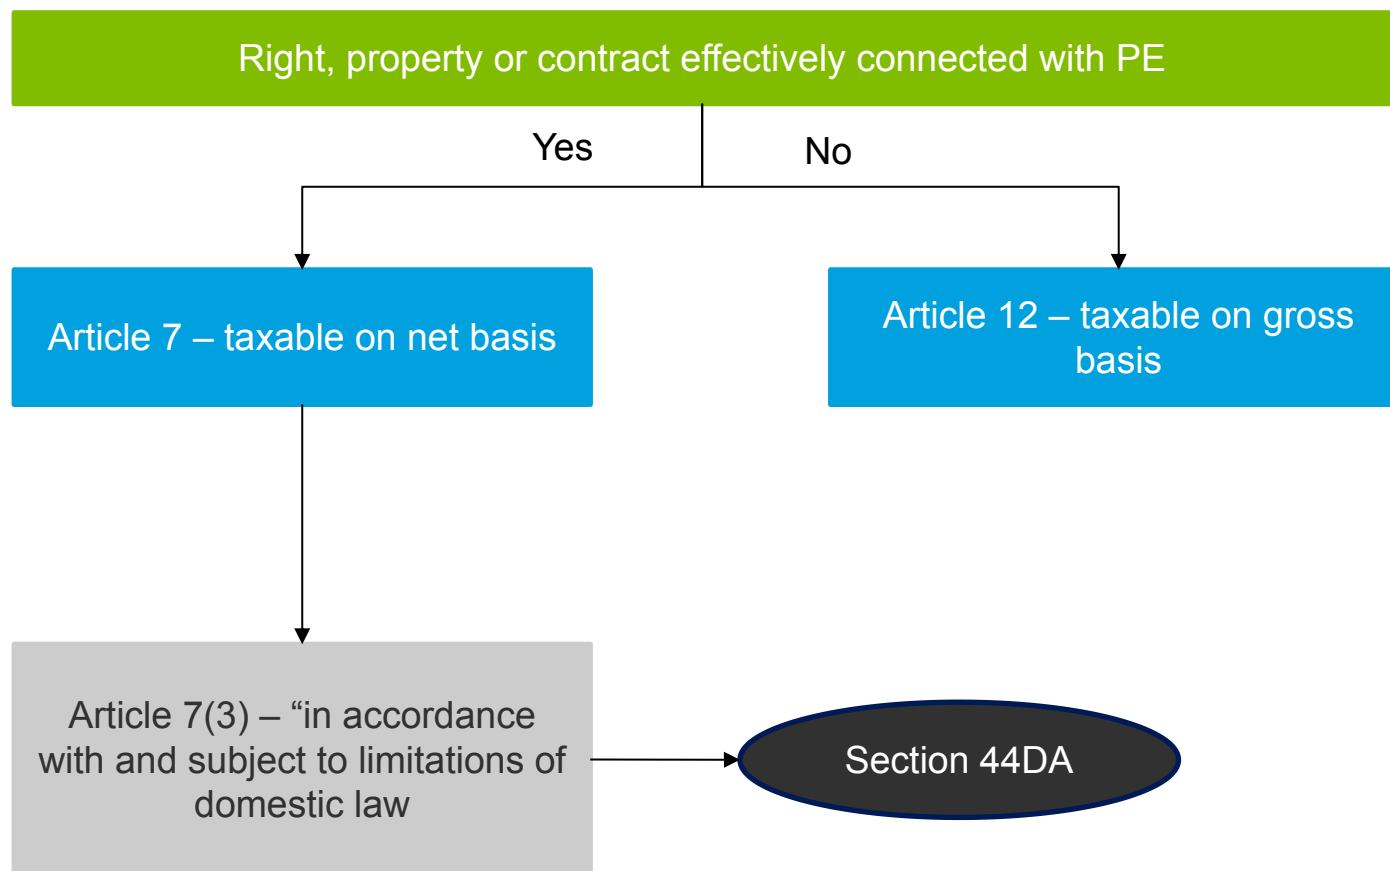 Right, property or contract effectively connected with PE
Yes
No
Article 7 – taxable on net basis
Article 12 – taxable on gross
basis
Article 7(3) – “in accordance
with and subject to limitations of
domestic law
Section 44DA